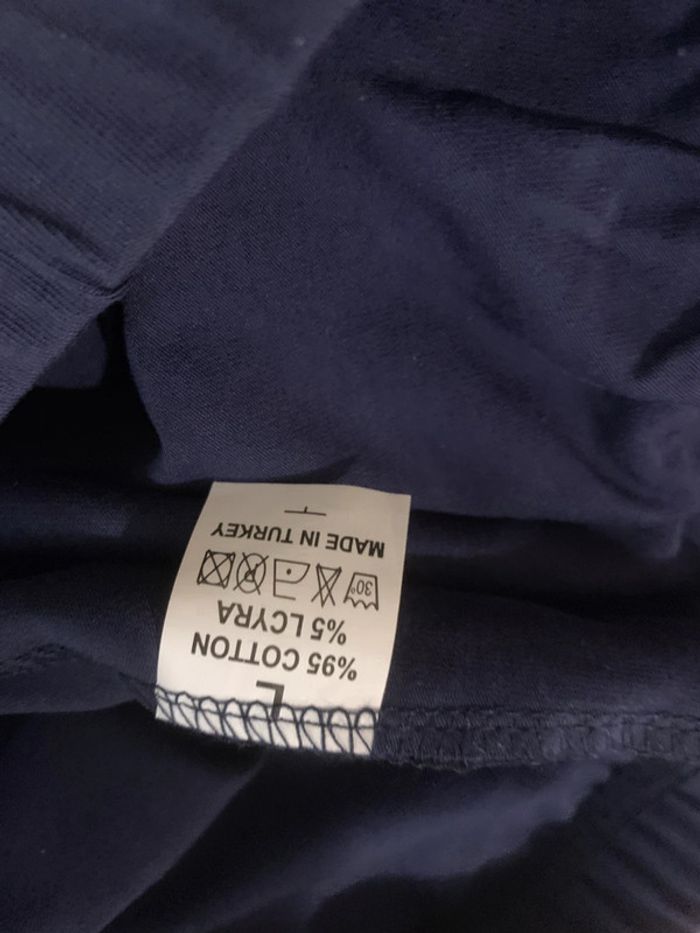 L
%95 COTTON
%5 LCYRA
30°
MADE IN TURKEY